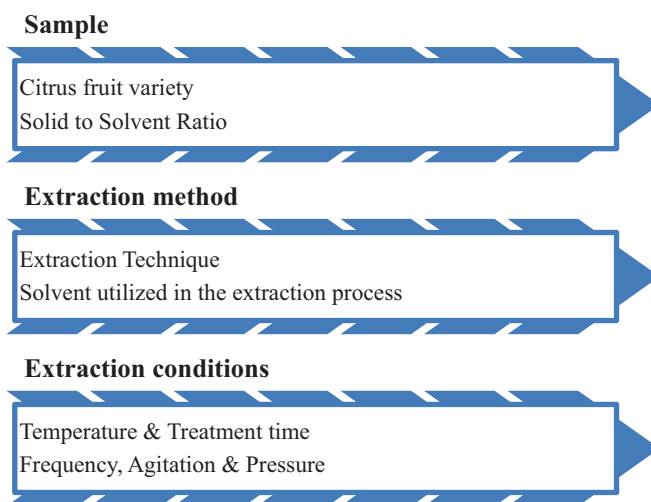 Sample
Citrus fruit variety
Solid to Solvent Ratio
Extraction method
Extraction Technique
Solvent utilized in the extraction process
Extraction conditions
Temperature & Treatment time
Frequency, Agitation & Pressure